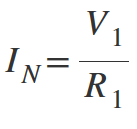 I_N = V_1 / R_1